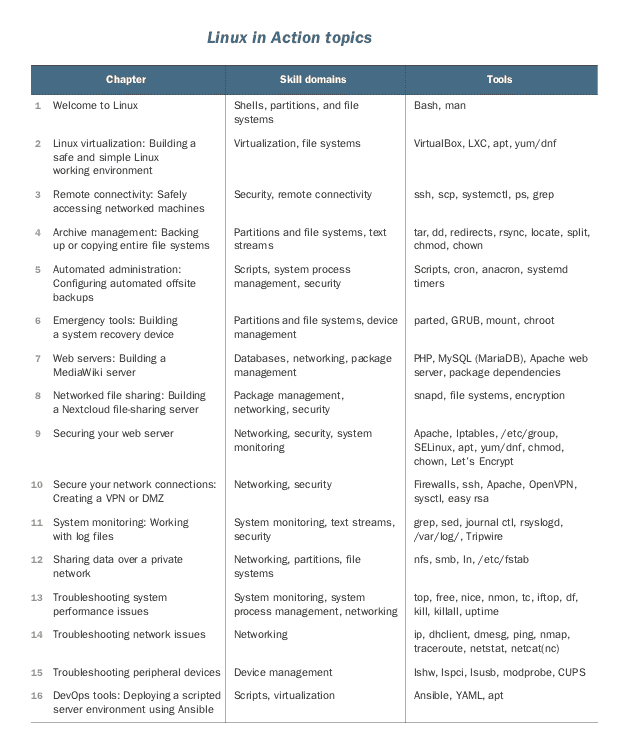 Linux in Action topics
Chapter Skill domains Tools
1 Welcome to Linux Shells, partitions, and file Bash, man
systems
2 Linux virtualization: Building a Virtualization, file systems VirtualBox, LXC, apt, yum/dnf
safe and simple Linux
working environment
3 Remote connectivity: Safely Security, remote connectivity ssh, scp, systemctl, ps, grep
accessing networked machines
4 Archive management: Backing Partitions and file systems, text tar, dd, redirects, rsync, locate, split,
up or copying entire file systems streams chmod, chown
5 Automated administration: Scripts, system process Scripts, cron, anacron, systemd
Configuring automated offsite management, security timers
backups
6 Emergency tools: Building Partitions and file systems, device parted, GRUB, mount, chroot
a system recovery device management
7 Web servers: Building a Databases, networking, package PHP, MySQL (MariaDB), Apache web
MediaWiki server management server, package dependencies
8 Networked file sharing: Building Package management, snapd, file systems, encryption
a Nextcloud file-sharing server networking, security
9 Securing your web server Networking, security, system Apache, Iptables, /etc/group,
monitoring SELinux, apt, yum/dnf, chmod,
chown, Let's Encrypt
10 Secure your network connections: Networking, security Firewalls, ssh, Apache, OpenVPN,
Creating a VPN or DMZ sysctl, easy rsa
11 System monitoring: Working System monitoring, text streams, grep, sed, journal ctl, rsyslogd,
with log files security /var/log/, Tripwire
12 Sharing data over a private Networking, partitions, file nfs, smb, ln, /etc/fstab
network systems
13 Troubleshooting system System monitoring, system top, free, nice, nmon, tc, iftop, df,
performance issues process management, networking kill, killall, uptime
14 Troubleshooting network issues Networking ip, dhclient, dmesg, ping, nmap,
traceroute, netstat, netcat(nc)
15 Troubleshooting peripheral devices Device management lshw, lspci, lsusb, modprobe, CUPS
16 DevOps tools: Deploying a scripted Scripts, virtualization Ansible, YAML, apt
server environment using Ansible